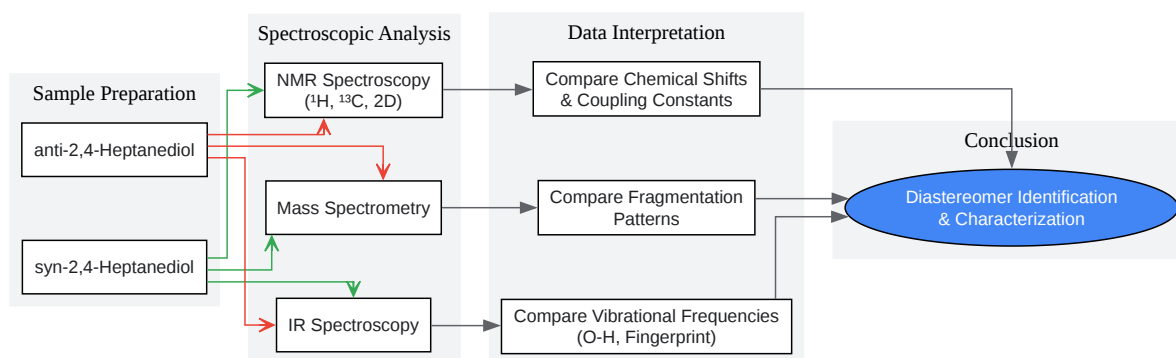 Sample Preparation
anti-2,4-Heptanediol
syn-2,4-Heptanediol
Spectroscopic Analysis
NMR Spectroscopy
(¹H, ¹³C, 2D)
Mass Spectrometry
IR Spectroscopy
Data Interpretation
Compare Chemical Shifts
& Coupling Constants
Compare Fragmentation
Patterns
Compare Vibrational Frequencies
(O-H, Fingerprint)
Conclusion
Diastereomer Identification
& Characterization